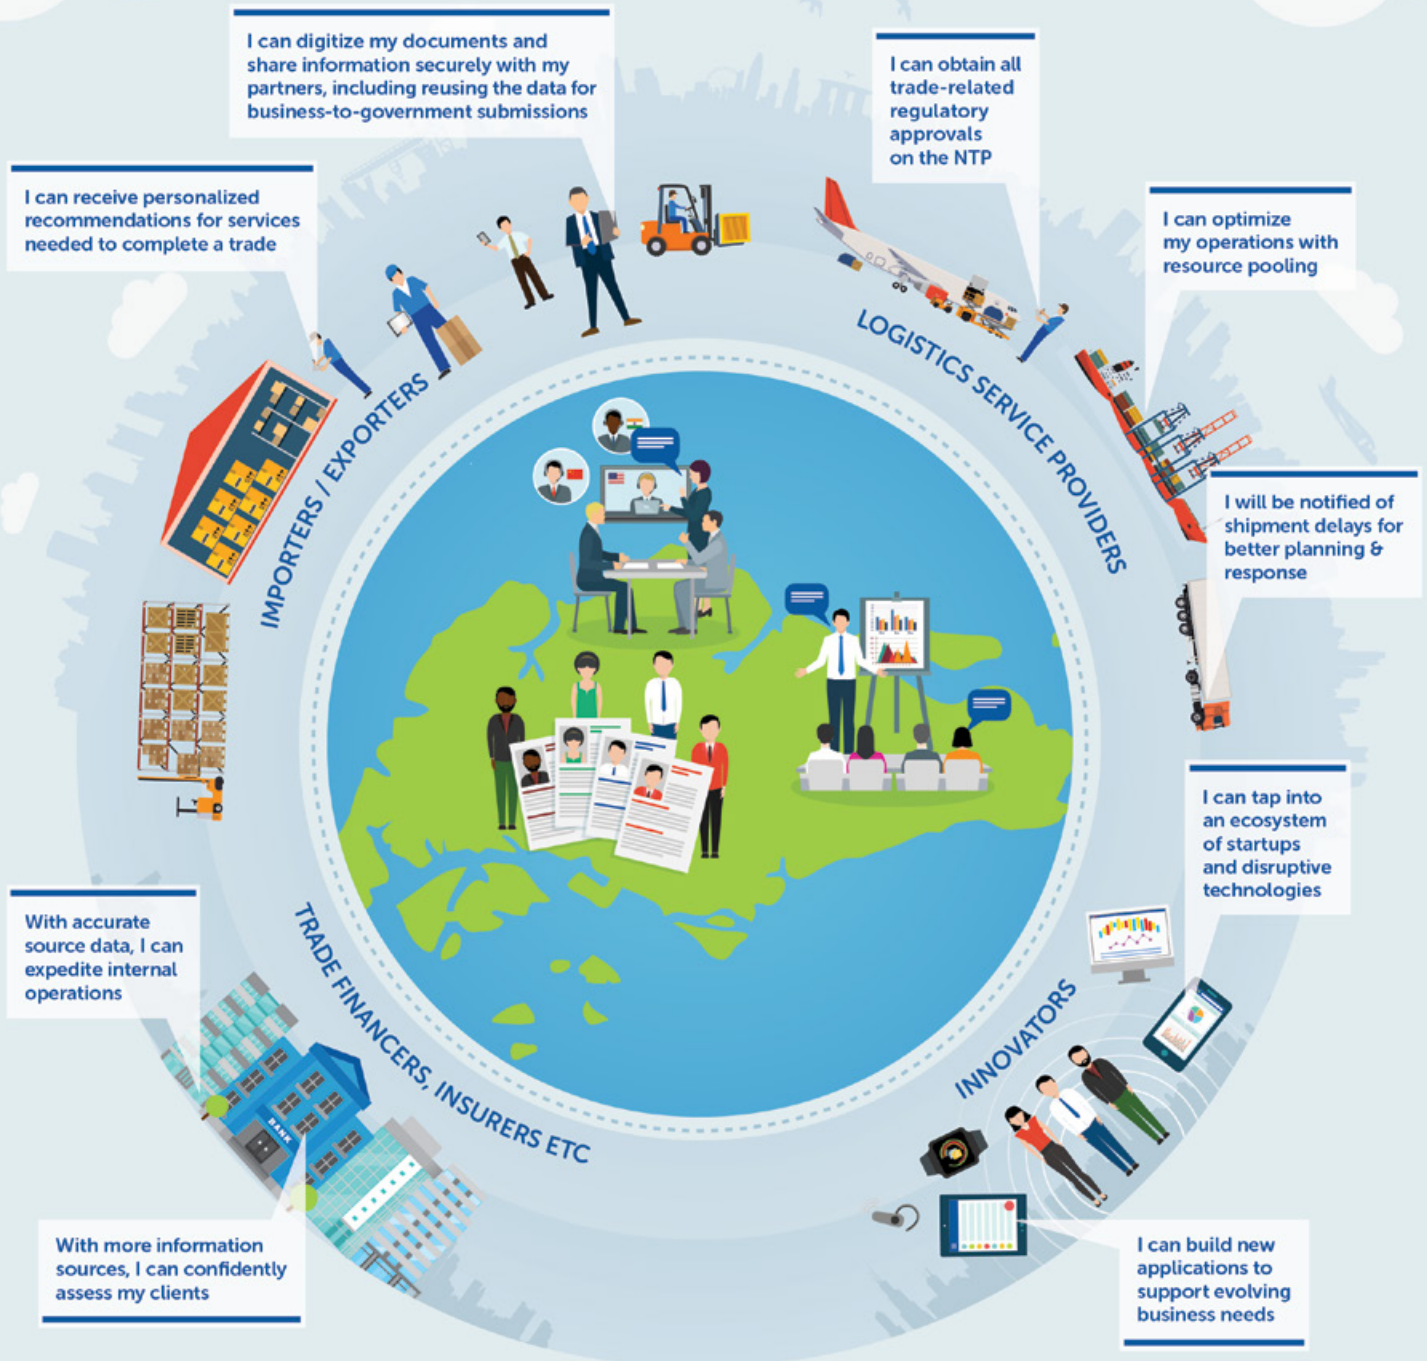 I can digitize my documents and
share information securely with my
partners, including reusing the data for
business-to-government submissions
I can obtain all
trade-related
regulatory
approvals
on the NTP
I can receive personalized
recommendations for services
needed to complete a trade
I can optimize
my operations with
resource pooling
IMPORTERS / EXPORTERS
LOGISTICS SERVICE PROVIDERS
I will be notified of
shipment delays for
better planning &
response
I can tap into
an ecosystem
of startups
and disruptive
technologies
With accurate
source data, I can
expedite internal
operations
TRADE FINANCERS, INSURERS ETC
INNOVATORS
BANK
With more information
sources, I can confidently
assess my clients
I can build new
applications to
support evolving
business needs